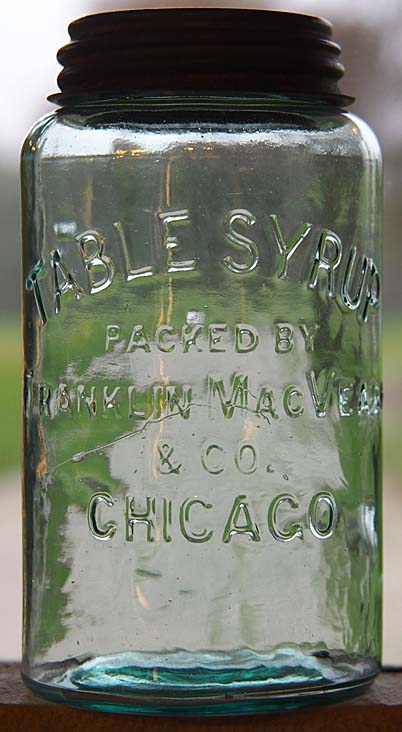 TABLE SYRUP
PACKED BY
FRANKLIN MACVEAGH
& CO.
CHICAGO